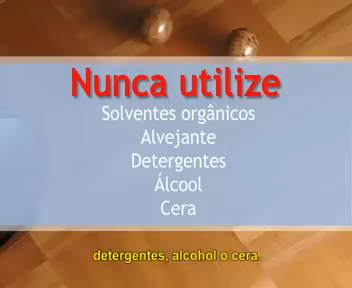 Nunca utilize
Solventes orgânicos
Alvejante
Detergentes
Álcool
Cera
detergentes, alcohol o cera.